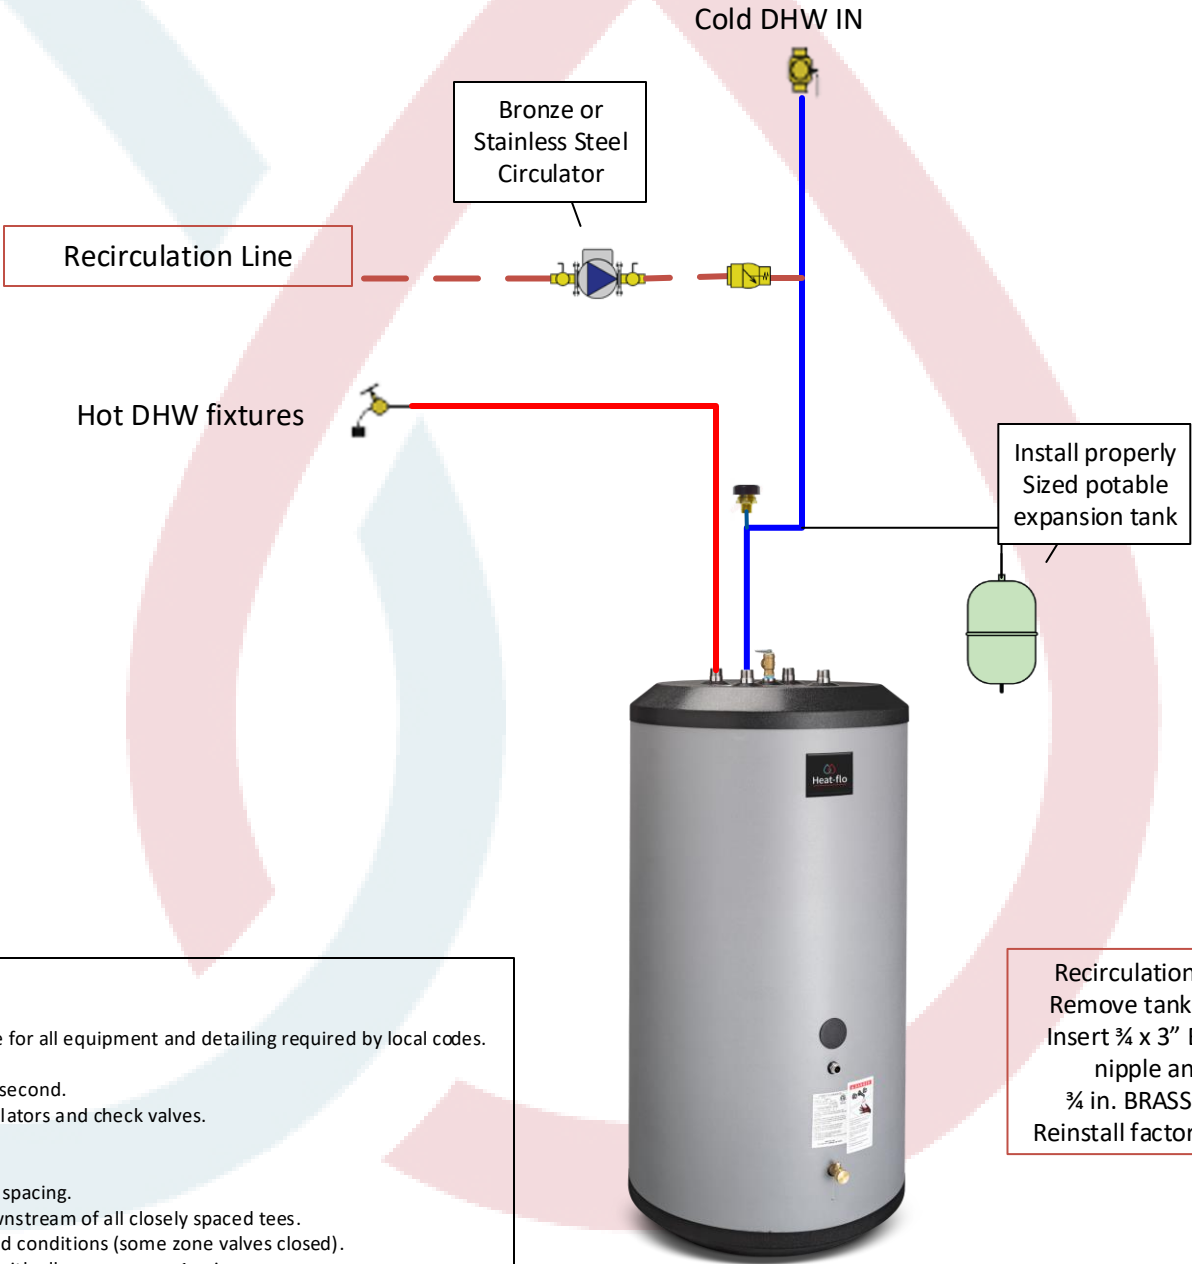 Cold DHW IN
Bronze or
Stainless Steel
Circulator
Recirculation Line
Hot DHW fixtures
Install properly
Sized potable
expansion tank
Heat-flo
for all equipment and detailing required by local codes.
second.
lators and check valves.
spacing.
wnstream of all closely spaced tees.
d conditions (some zone valves closed).
Recirculation
Remove tank
Insert ¾ x 3”
nipple an
¾ in. BRASS
Reinstall factor